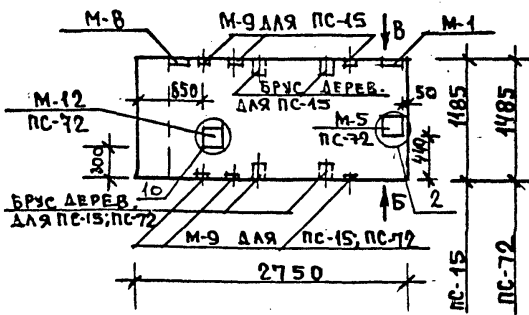 М-8
М-9 ДЛЯ ПС-15
В
М-1
850
БРУС ДЕРЕВ.
ДЛЯ ПС-15
50
М-12
ПС-72
М-5
ПС-72
1185
1485
200
410
БРУС ДЕРЕВ.
ДЛЯ ПС-15; ПС-72
10
2
М-9 ДЛЯ ПС-15; ПС-72
Б
2750
ПС-15
ПС-72